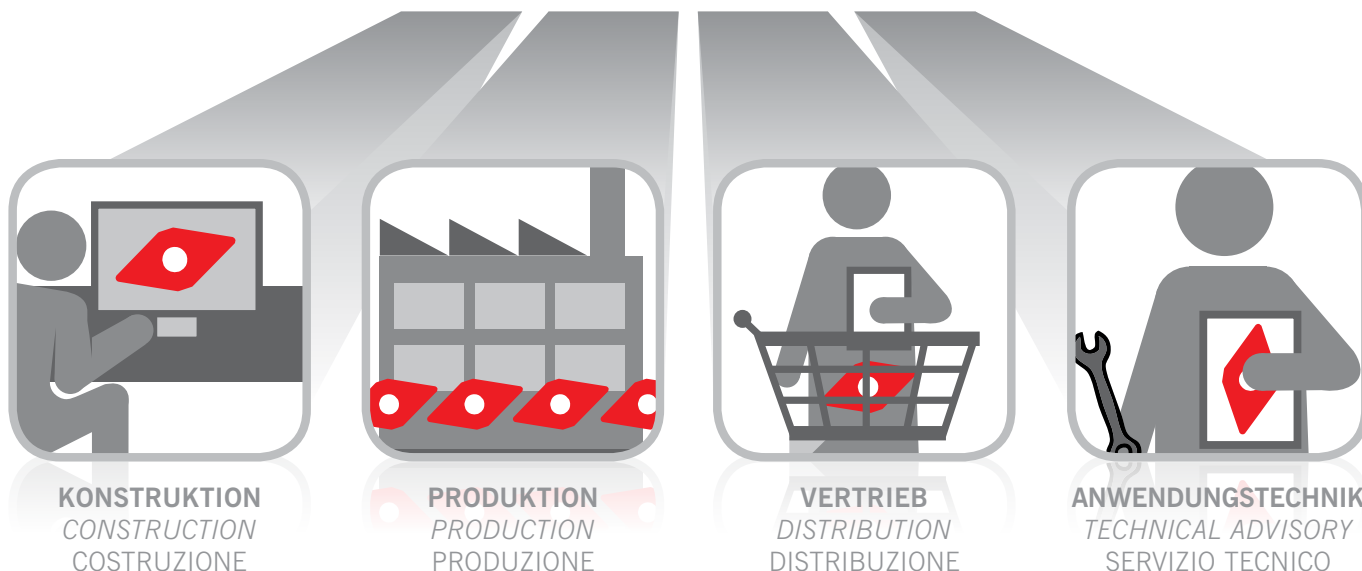 KONSTRUKTION
CONSTRUCTION
COSTRUZIONE
PRODUKTION
PRODUCTION
PRODUZIONE
VERTRIEB
DISTRIBUTION
DISTRIBUZIONE
ANWENDUNGSTECHNIK
TECHNICAL ADVISORY
SERVIZIO TECNICO